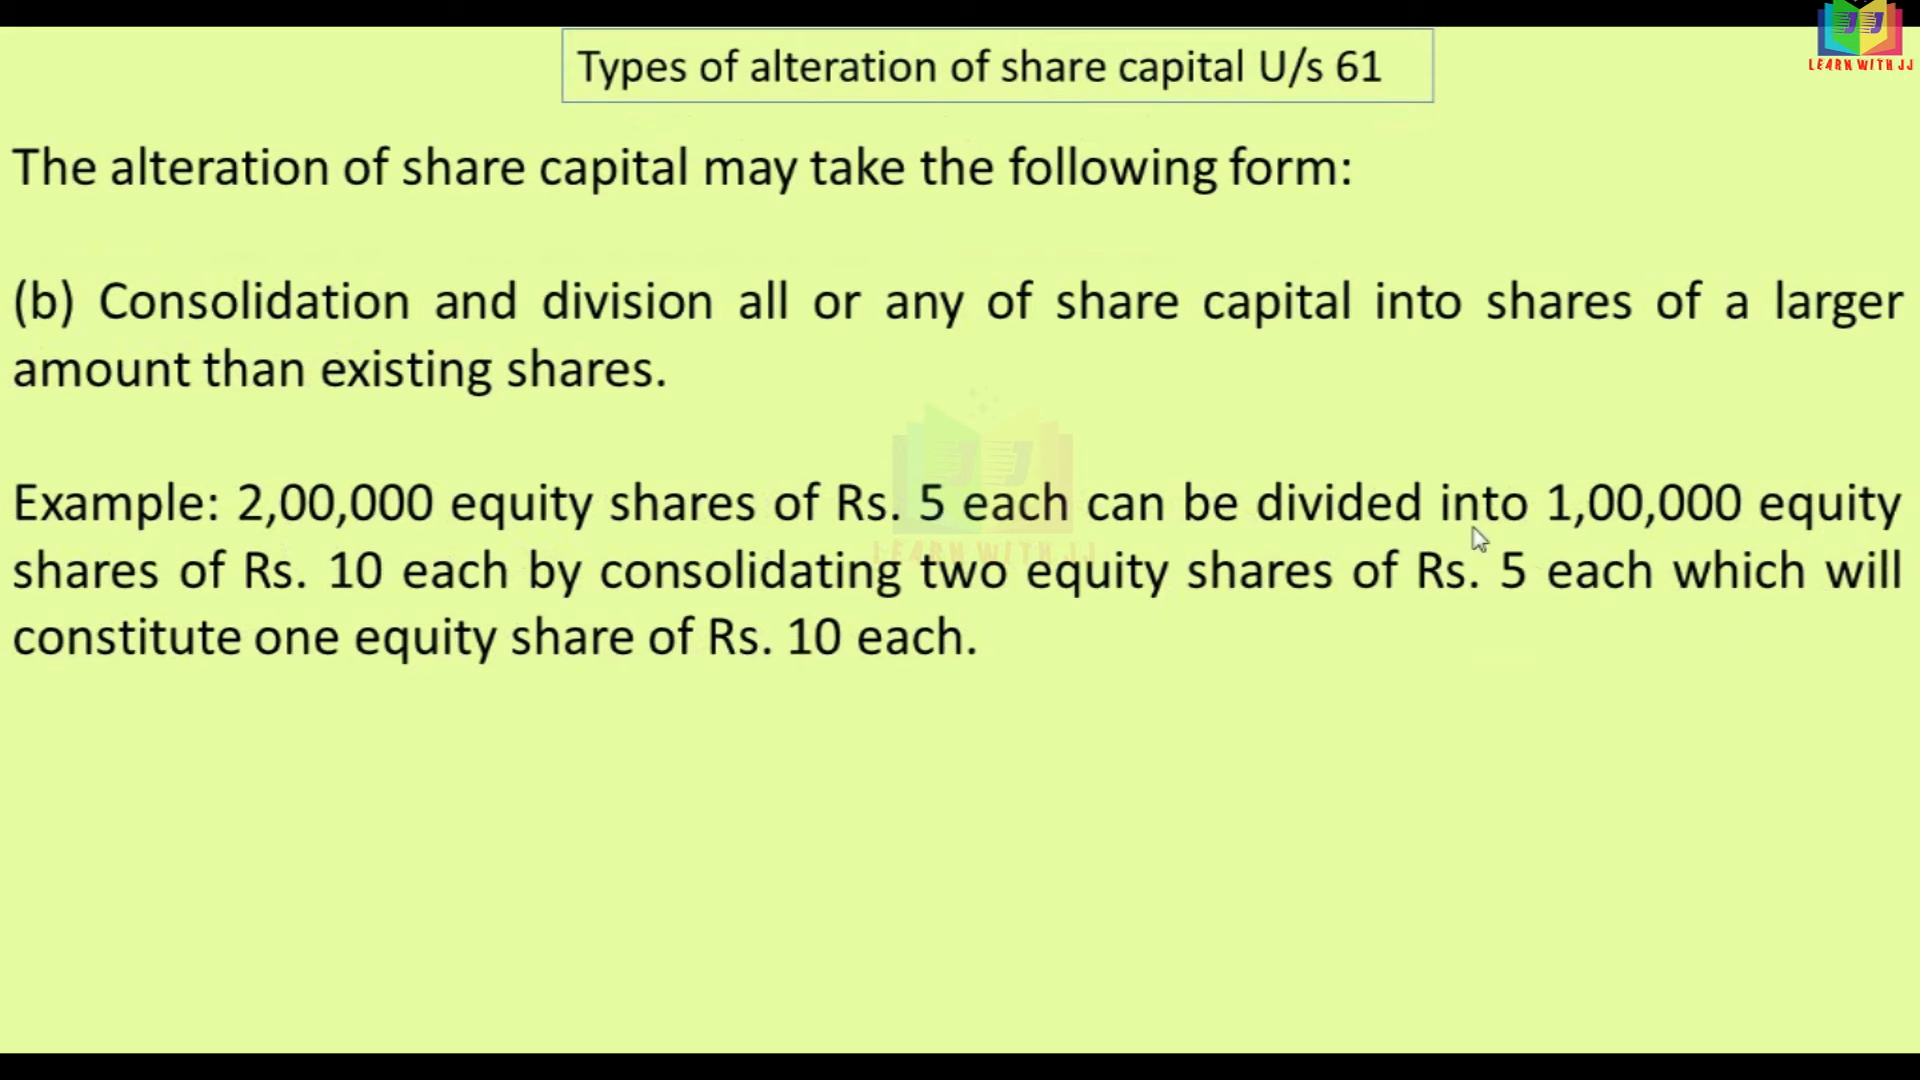 LEARN WITH JJ
Types of alteration of share capital U/s 61
The alteration of share capital may take the following form:
(b) Consolidation and division all or any of share capital into shares of a larger
amount than existing shares.
Example: 2,00,000 equity shares of Rs. 5 each can be divided into 1,00,000 equity
shares of Rs. 10 each by consolidating two equity shares of Rs. 5 each which will
constitute one equity share of Rs. 10 each.
JJ
LEARN WITH JJ